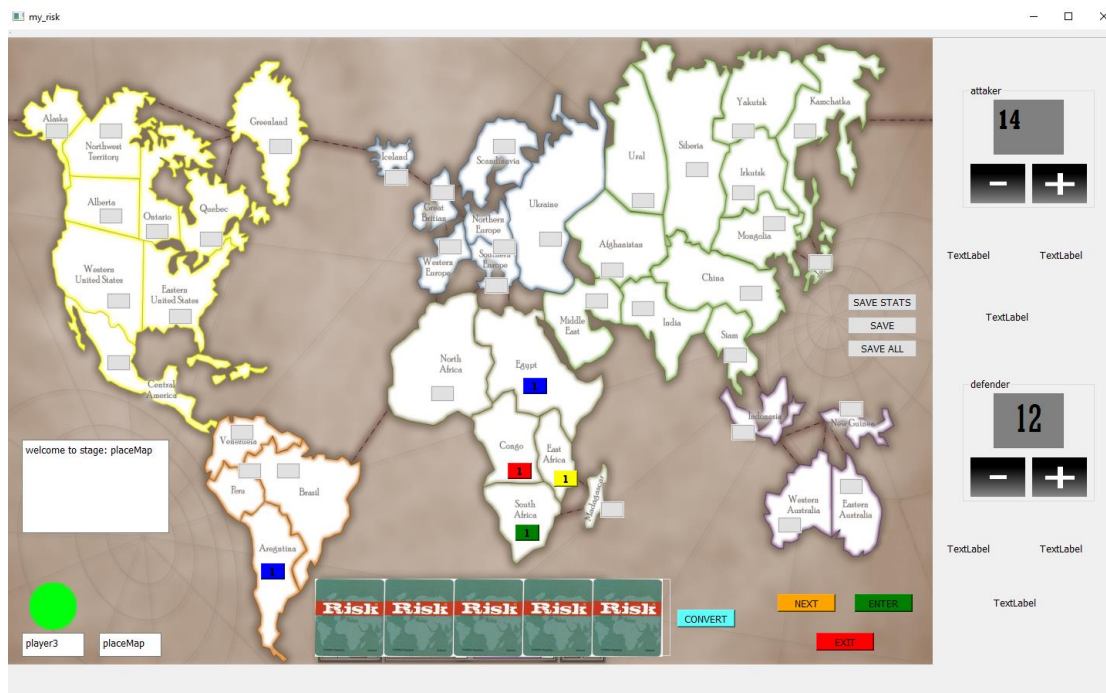 my_risk
attaker
14
TextLabel
TextLabel
TextLabel
defender
12
TextLabel
TextLabel
TextLabel
Alaska
Northwest
Territory
Greenland
Alberta
Ontario
Quebec
Western
United States
Eastern
United States
Central
America
Iceland
Scandinavia
Great
Britian
Northern
Europe
Western
Europe
Southern
Europe
Ukraine
Ural
Siberia
Yakutsk
Kamchatka
Irkutsk
Mongolia
Afghanistan
China
Middle
East
India
Siam
SAVE STATS
SAVE
SAVE ALL
North
Africa
Egypt
1
Congo
1
East
Africa
1
South
Africa
1
Madagascar
Indonesia
New Guinea
Western
Australia
Eastern
Australia
Venezuela
Peru
Brasil
Aregntina
1
welcome to stage: placeMap
player3
placeMap
Risk
Risk
Risk
Risk
Risk
CONVERT
NEXT
ENTER
EXIT